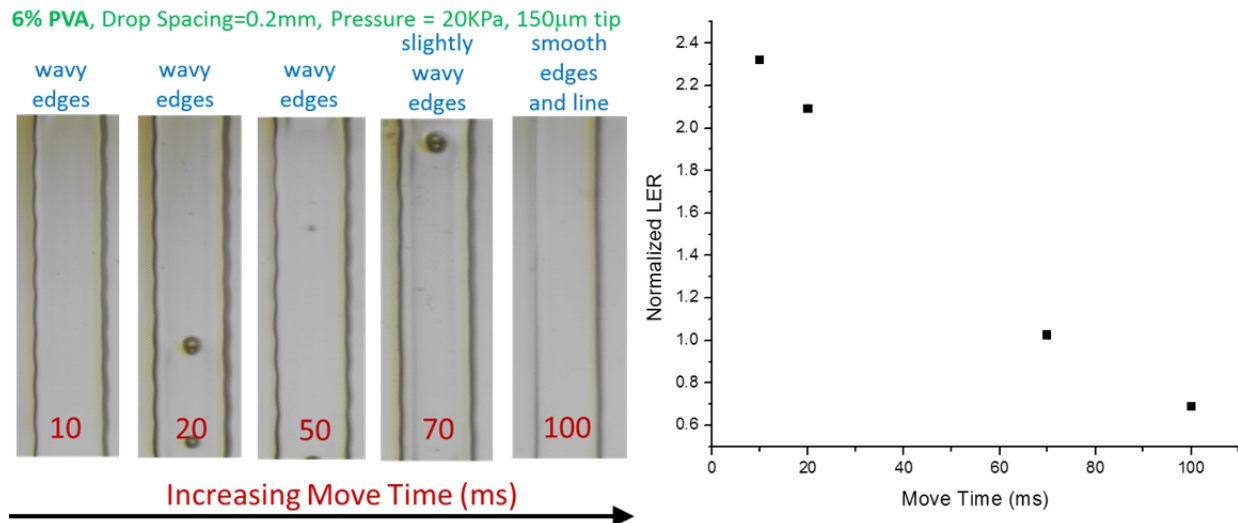 6% PVA, Drop Spacing=0.2mm, Pressure = 20KPa, 150µm tip
wavy
edges
wavy
edges
wavy
edges
slightly
wavy
edges
smooth
edges
and line
10
20
50
70
100
Increasing Move Time (ms)
Normalized LER
2.4
2.2
2.0
1.8
1.6
1.4
1.2
1.0
0.8
0.6
0
20
40
60
80
100
Move Time (ms)